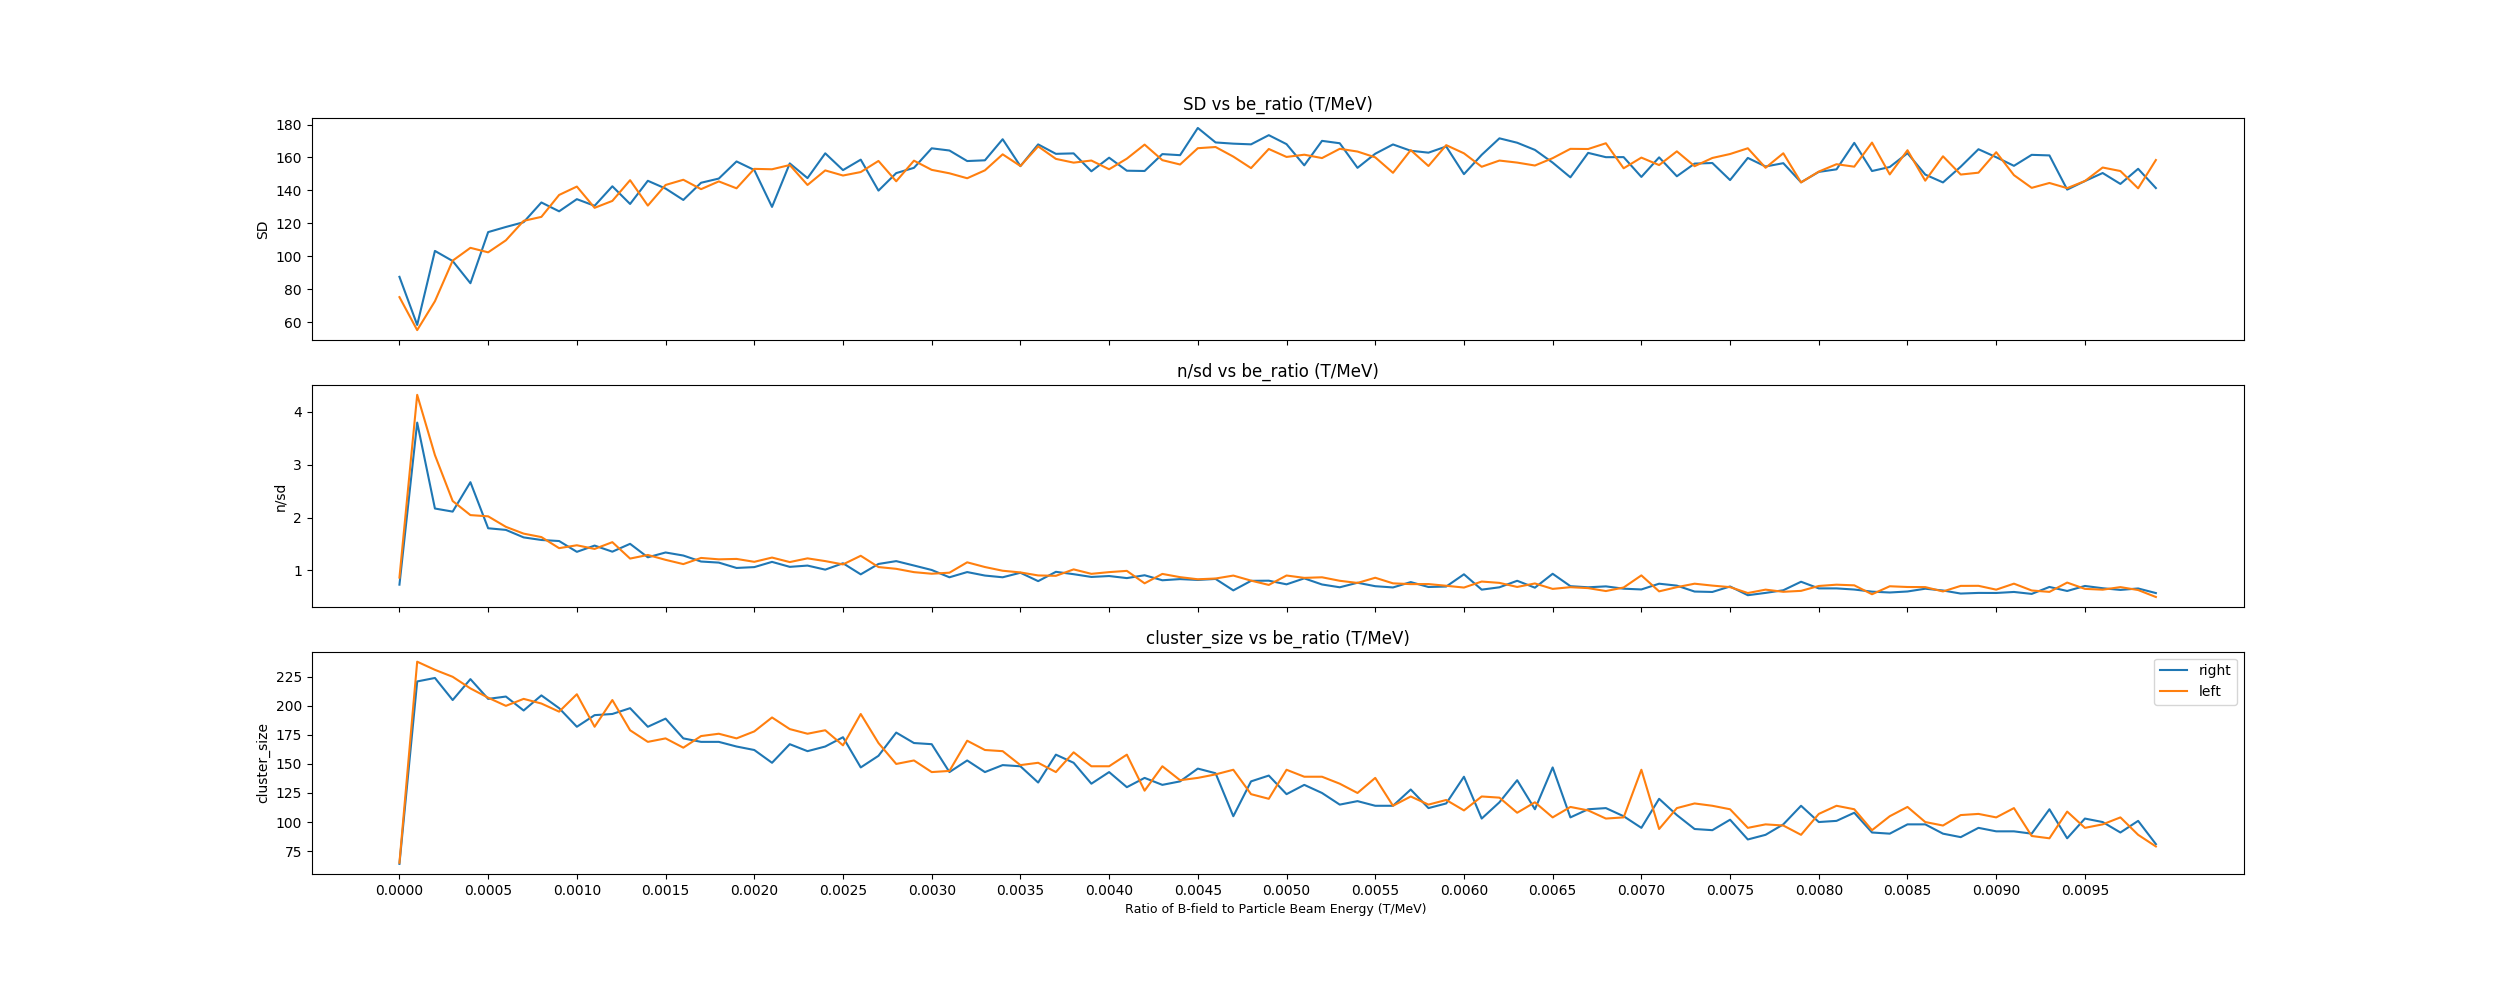 SD vs be_ratio (T/MeV)
180
160
140
120
100
80
60
SD
n/sd vs be_ratio (T/MeV)
4
3
2
1
n/sd
cluster_size vs be_ratio (T/MeV)
225
200
175
150
125
100
75
cluster_size
right
left
0.0000 0.0005 0.0010 0.0015 0.0020 0.0025 0.0030 0.0035 0.0040 0.0045 0.0050 0.0055 0.0060 0.0065 0.0070 0.0075 0.0080 0.0085 0.0090 0.0095
Ratio of B-field to Particle Beam Energy (T/MeV)